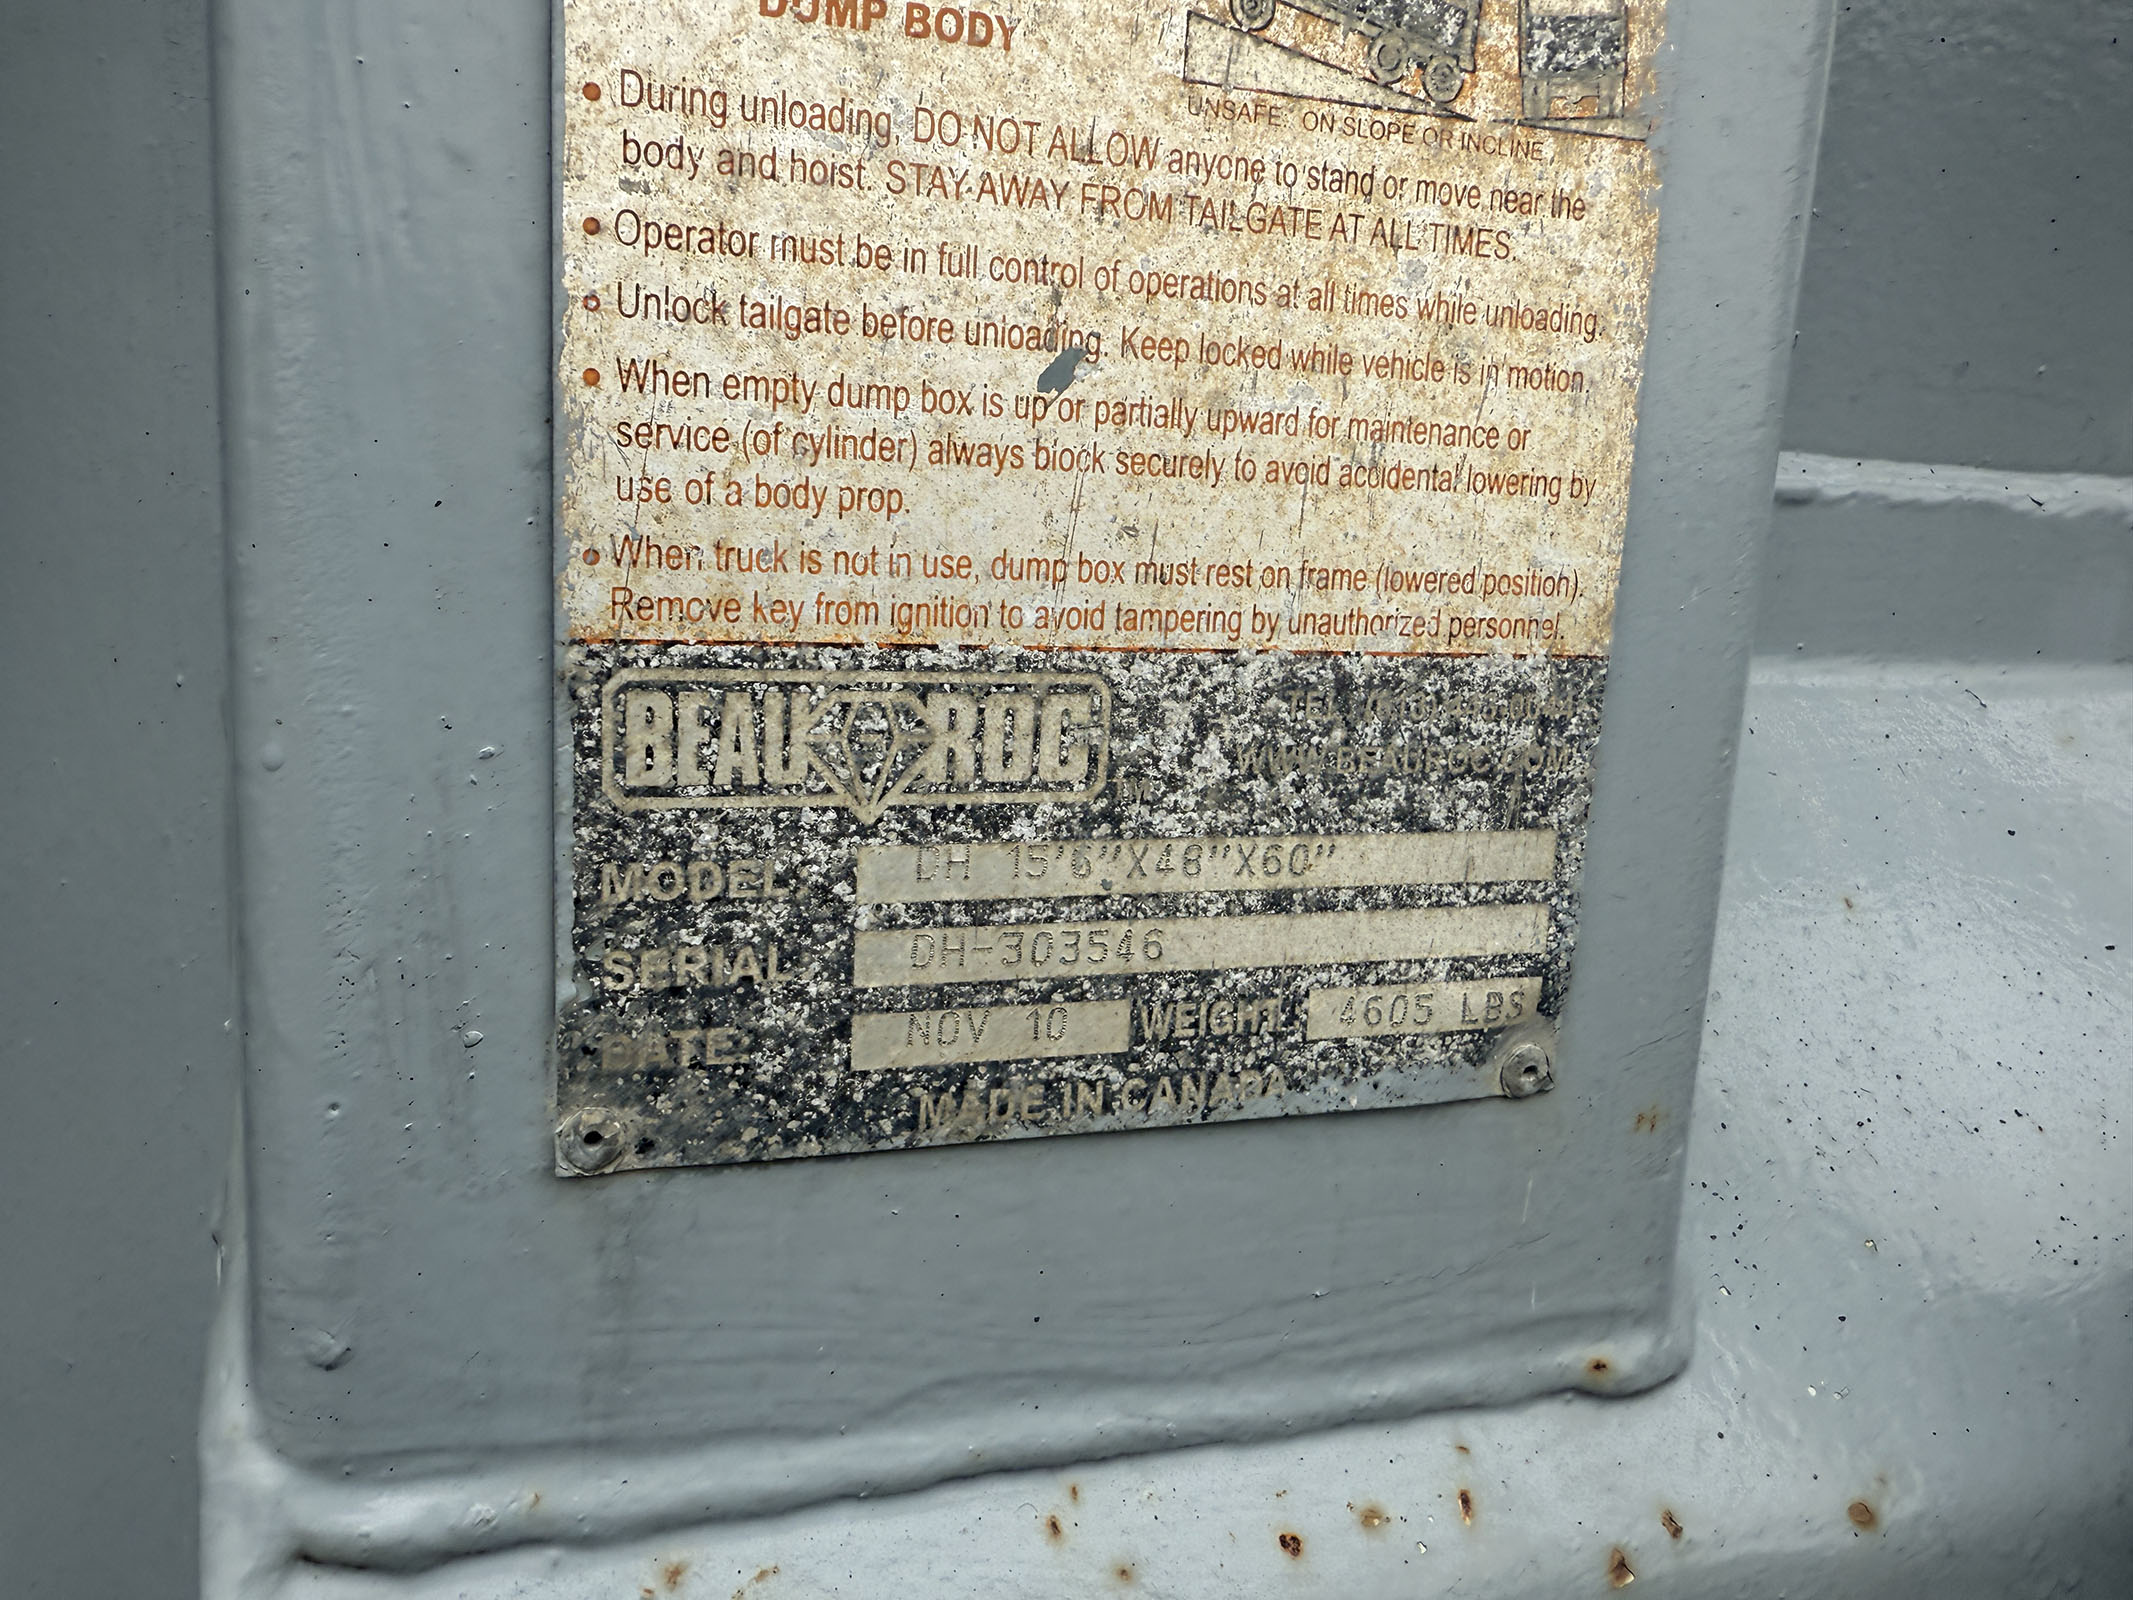 DUMP BODY
UNSAFE: ON SLOPE OR INCLINE
• During unloading, DO NOT ALLOW anyone to stand or move near the
body and hoist. STAY AWAY FROM TAILGATE AT ALL TIMES.
• Operator must be in full control of operations at all times while unloading.
• Unlock tailgate before unloading. Keep locked while vehicle is in motion.
• When empty dump box is up or partially upward for maintenance or
service (of cylinder) always block securely to avoid accidental lowering by
use of a body prop.
• When truck is not in use, dump box must rest on frame (lowered position).
Remove key from ignition to avoid tampering by unauthorized personnel.
BEAU ROC
TEL
WWW.BEAUROC.COM
MODEL: DH 15'6"X48"X60"
SERIAL: DH-303546
DATE: NOV 10 WEIGHT: 4605 LBS
MADE IN CANADA